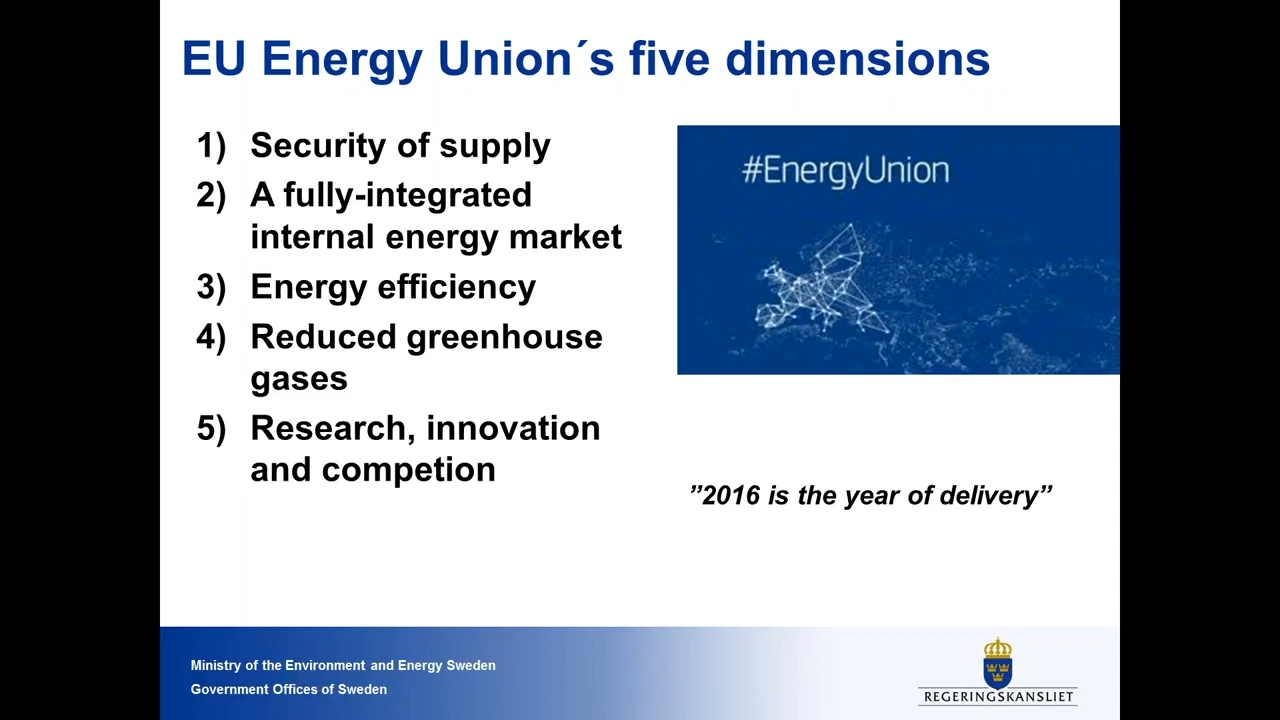 EU Energy Union´s five dimensions
1) Security of supply
2) A fully-integrated
internal energy market
3) Energy efficiency
4) Reduced greenhouse
gases
5) Research, innovation
and competion
#EnergyUnion
”2016 is the year of delivery”
Ministry of the Environment and Energy Sweden
Government Offices of Sweden
REGERINGSKANSLIET